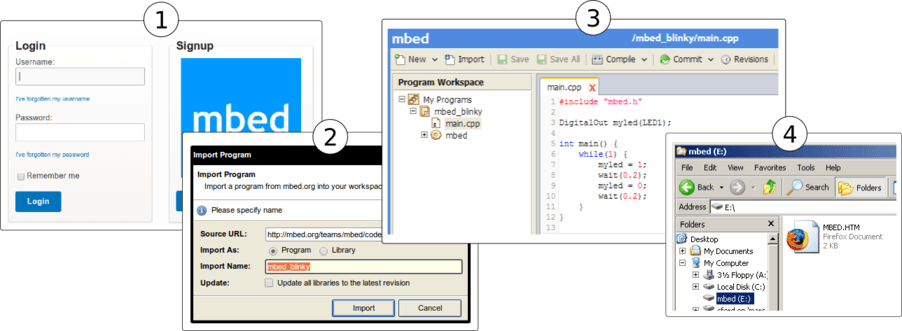 1
Login
Username:
I've forgotten my username
Password:
I've forgotten my password
Remember me
Login
Signup
mbed
2
Import Program
Import Program
Import a program from mbed.org into your workspac
Please specify name
Source URL:
http://mbed.org/teams/mbed/code
Import As:
Program
Library
Import Name:
mbed_blinky
Update:
Update all libraries to the latest revision
Import
Cancel
3
mbed
/mbed_blinky/main.cpp
New
Import
Save
Save All
Compile
Commit
Revisions
Program Workspace
My Programs
mbed_blinky
main.cpp
mbed
main.cpp X
1 #include "mbed.h"
2
3 DigitalOut myled(LED1);
4
5 int main() {
6 while(1) {
7 myled = 1;
8 wait(0.2);
9 myled = 0;
10 wait(0.2);
11 }
12 }
13
4
mbed (E:)
File Edit View Favorites Tools Help
Back
Search
Folders
Address
E:\
Folders
X
Desktop
My Documents
My Computer
3½ Floppy (A:
Local Disk (C:)
mbed (E:)
MBED.HTM
Firefox Document
2 KB